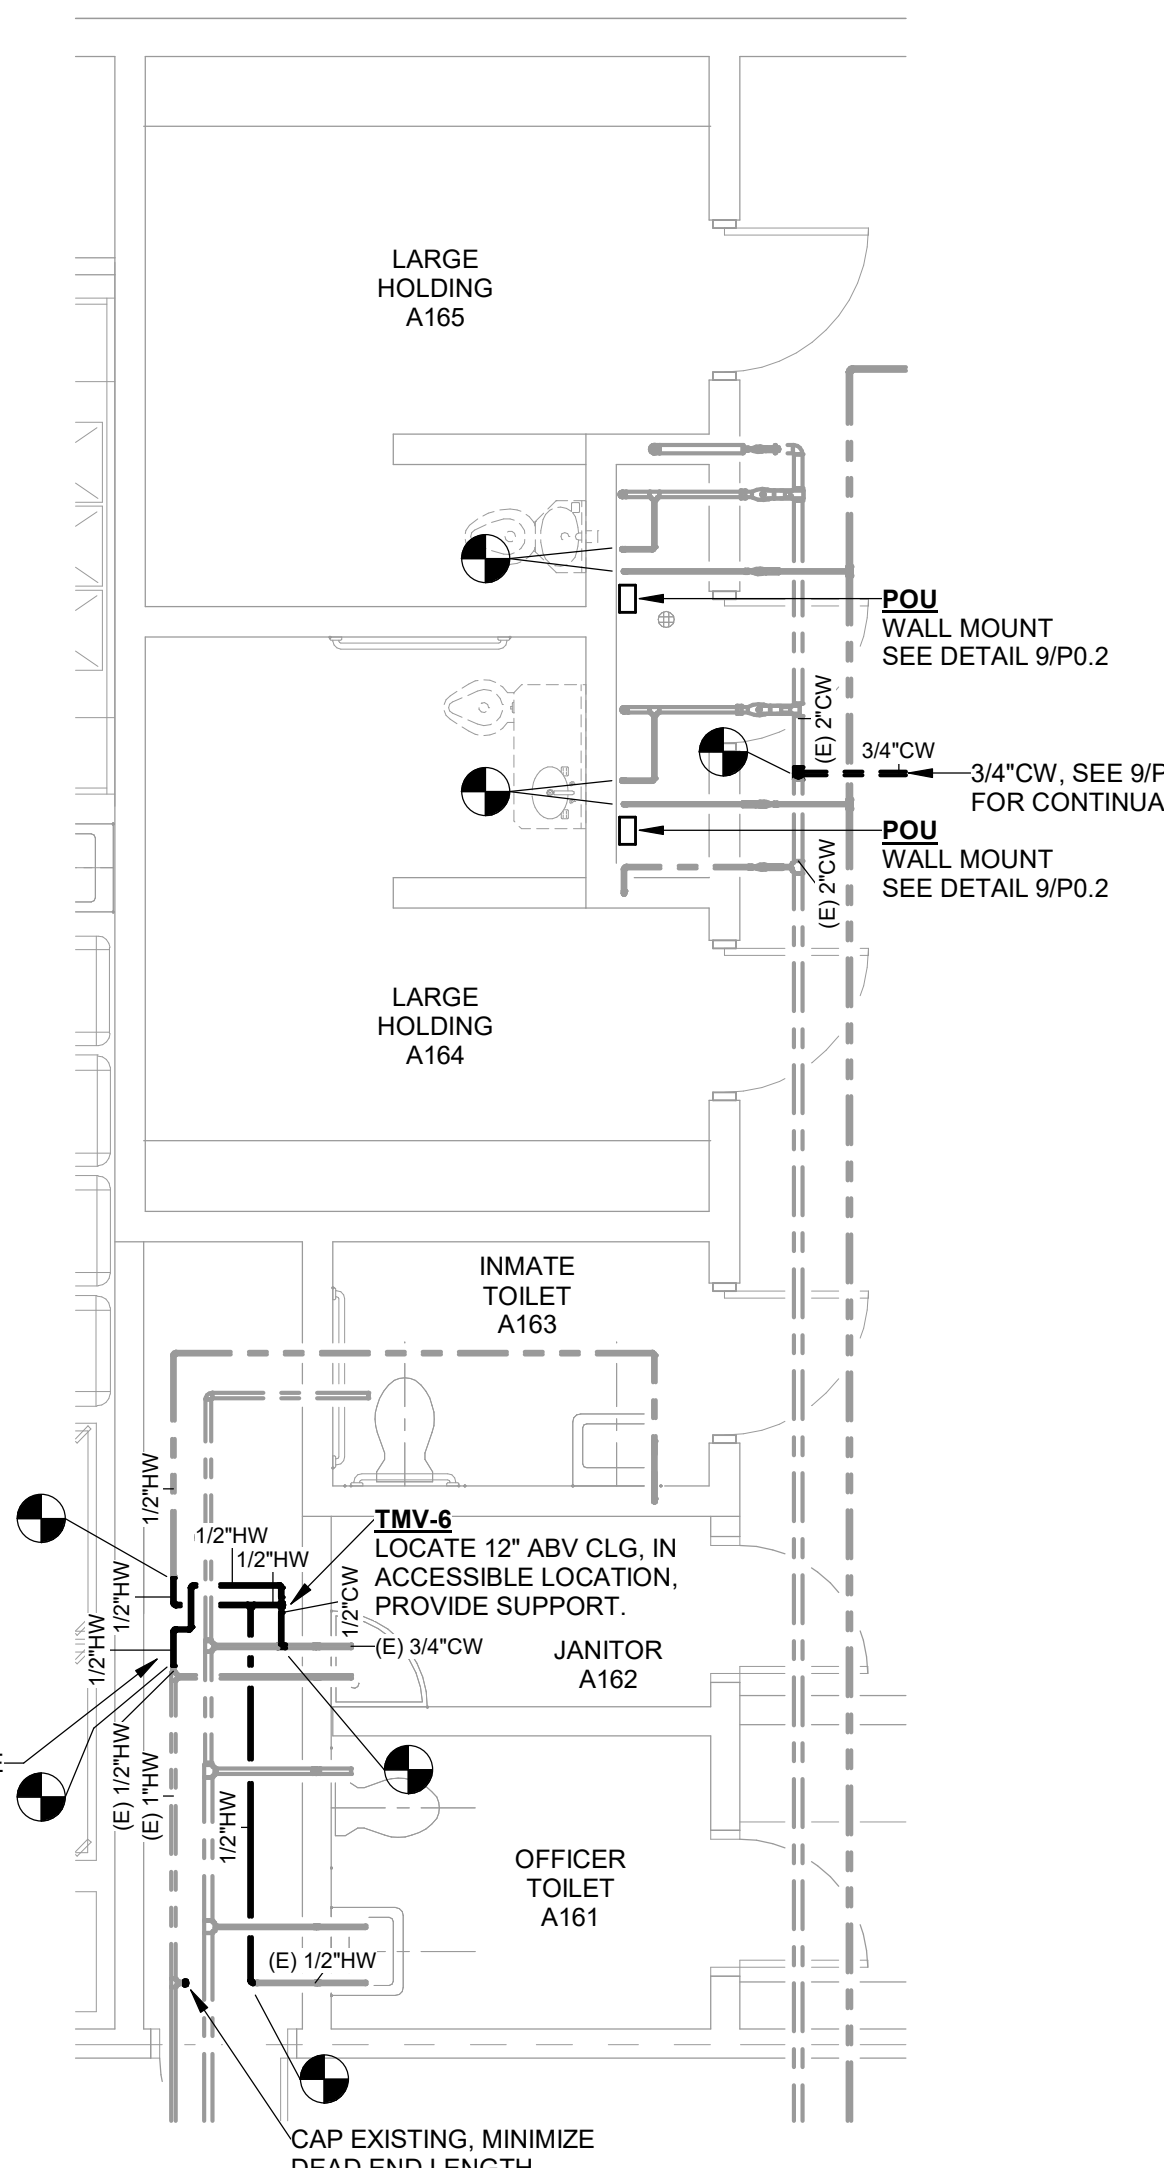 LARGE
HOLDING
A165
POU
WALL MOUNT
SEE DETAIL 9/P0.2
(E) 2"CW
3/4"CW
3/4"CW, SEE 9/P
FOR CONTINUA
POU
WALL MOUNT
SEE DETAIL 9/P0.2
(E) 2"CW
LARGE
HOLDING
A164
INMATE
TOILET
A163
1/2"HW
1/2"HW
1/2"HW
TMV-6
LOCATE 12" ABV CLG, IN
ACCESSIBLE LOCATION,
PROVIDE SUPPORT.
1/2"HW
1/2"HW
1/2"CW
(E) 3/4"CW
JANITOR
A162
(E) 1/2"HW
(E) 1"HW
1/2"HW
OFFICER
TOILET
A161
(E) 1/2"HW
CAP EXISTING, MINIMIZE
DEAD END LENGTH